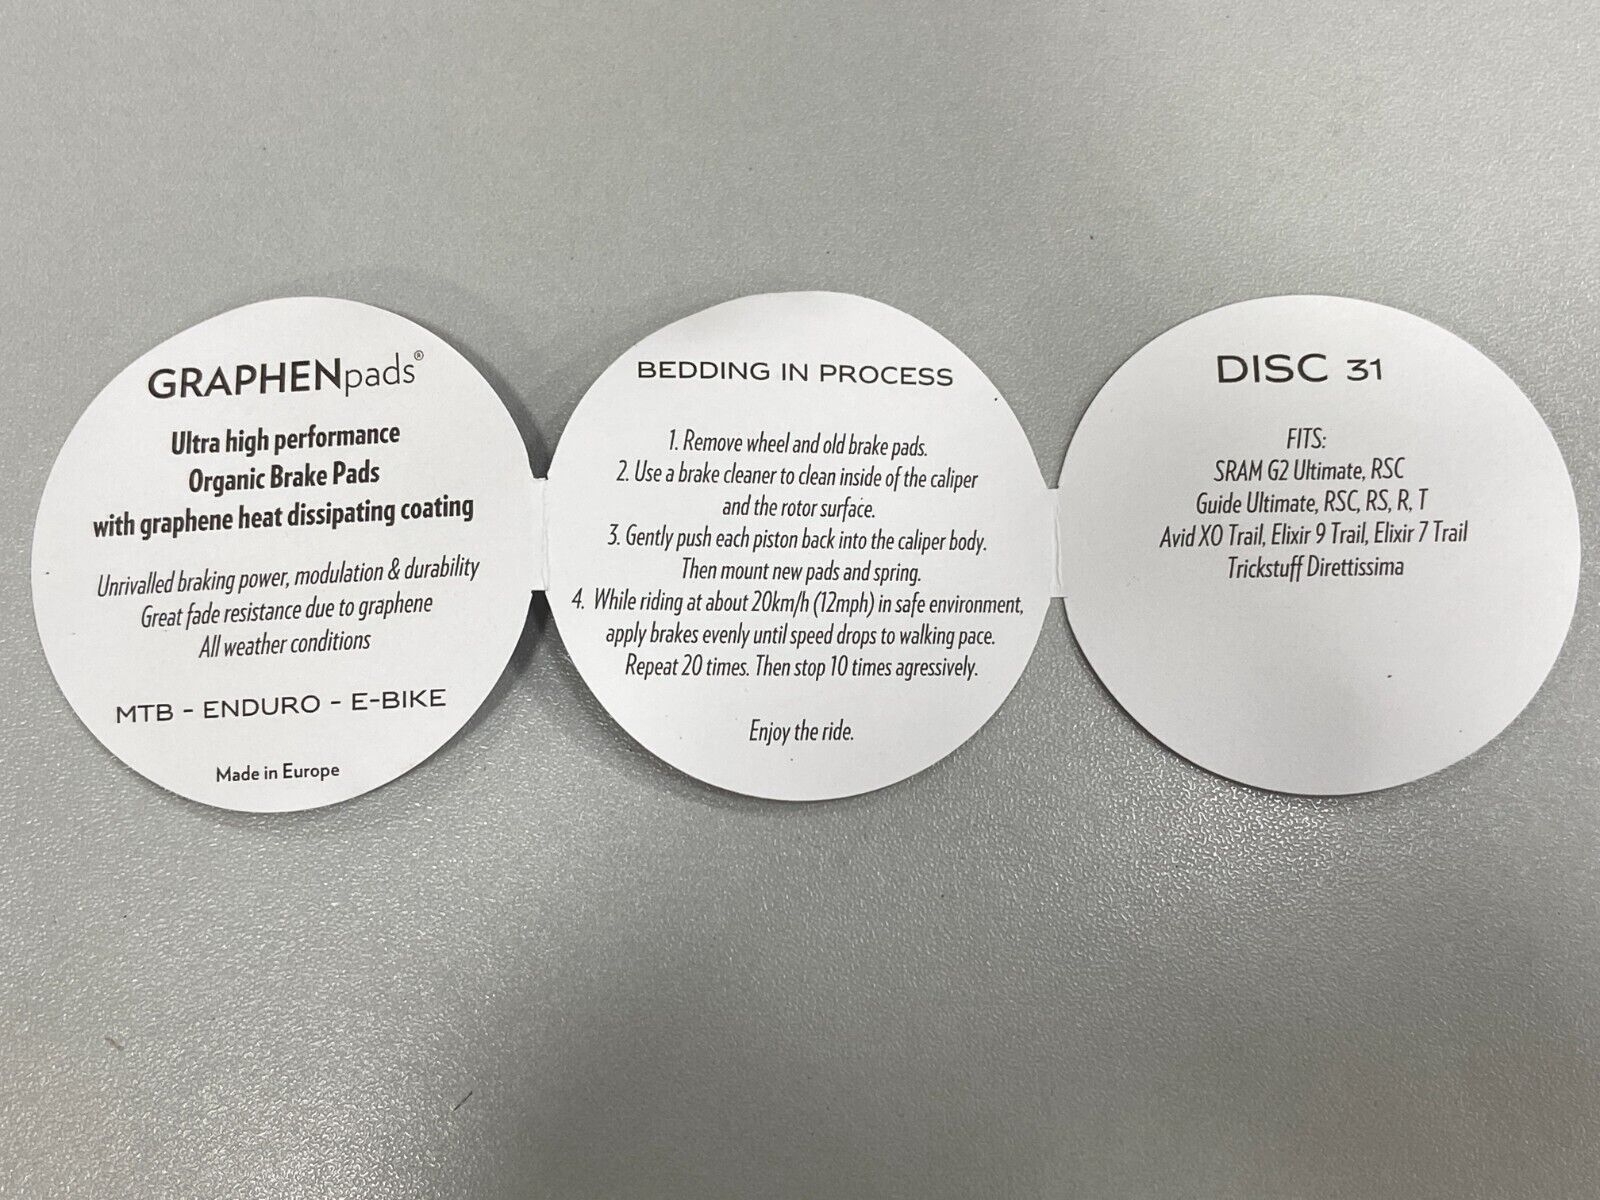 GRAPHENpads®
Ultra high performance
Organic Brake Pads
with graphene heat dissipating coating
Unrivalled braking power, modulation & durability
Great fade resistance due to graphene
All weather conditions
MTB - ENDURO - E-BIKE
Made in Europe
BEDDING IN PROCESS
1. Remove wheel and old brake pads.
2. Use a brake cleaner to clean inside of the caliper
and the rotor surface.
3. Gently push each piston back into the caliper body.
Then mount new pads and spring.
4. While riding at about 20km/h (12mph) in safe environment,
apply brakes evenly until speed drops to walking pace.
Repeat 20 times. Then stop 10 times agressively.
Enjoy the ride.
DISC 31
FITS:
SRAM G2 Ultimate, RSC
Guide Ultimate, RSC, RS, R, T
Avid XO Trail, Elixir 9 Trail, Elixir 7 Trail
Trickstuff Direttissima